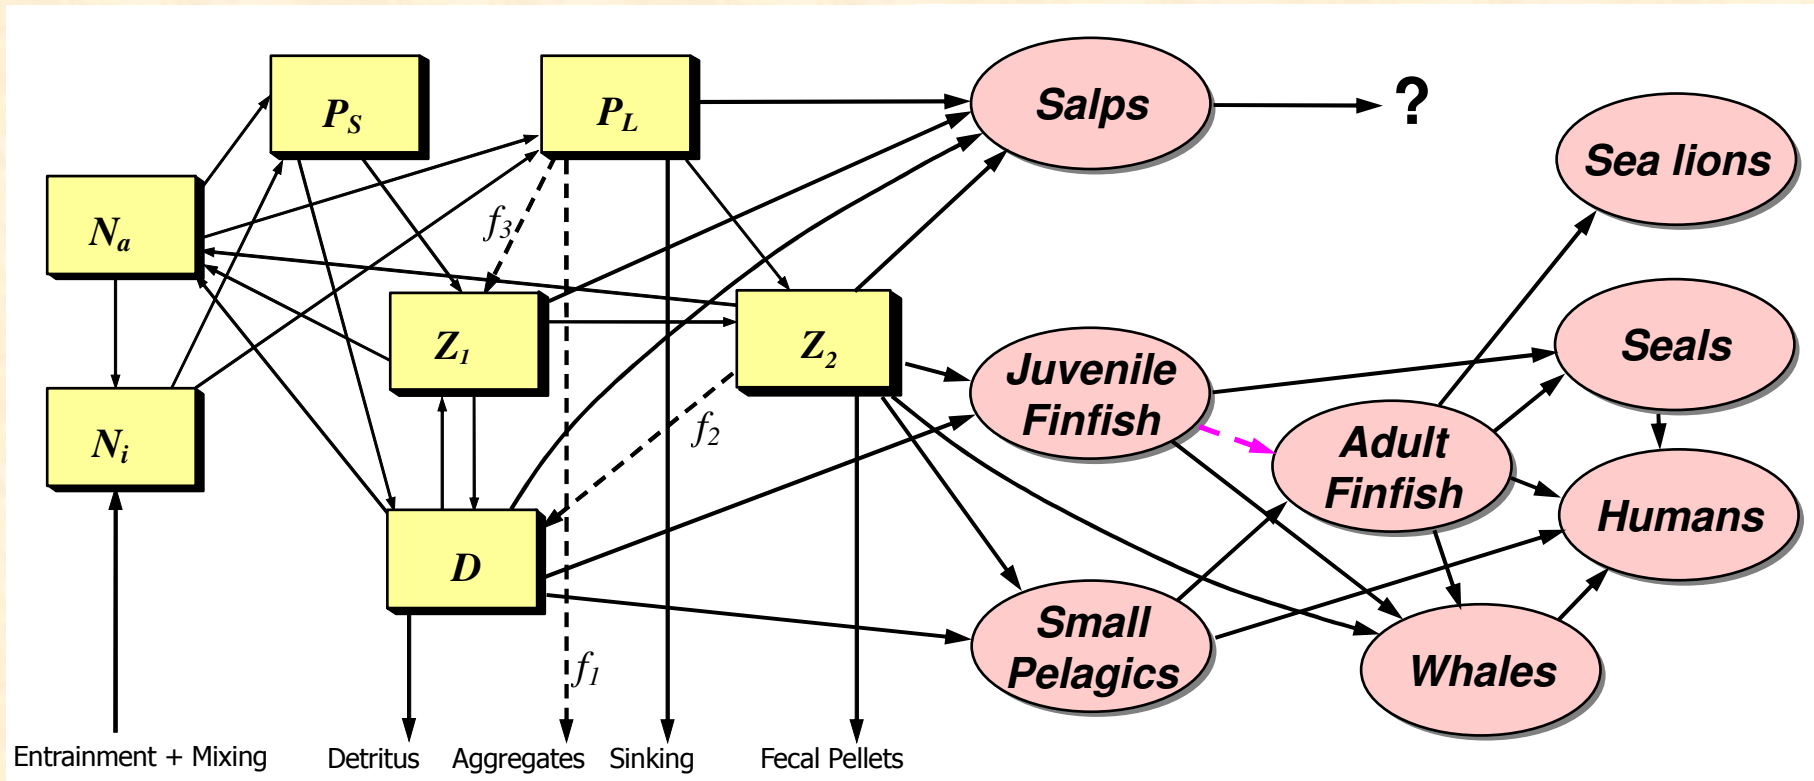 P_S
P_L
Salps
?
Sea lions
N_a
f_3
Z_1
Z_2
Seals
Juvenile
Finfish
N_i
f_2
Adult
Finfish
Humans
D
Small
Pelagics
f_1
Whales
Entrainment + Mixing
Detritus
Aggregates
Sinking
Fecal Pellets